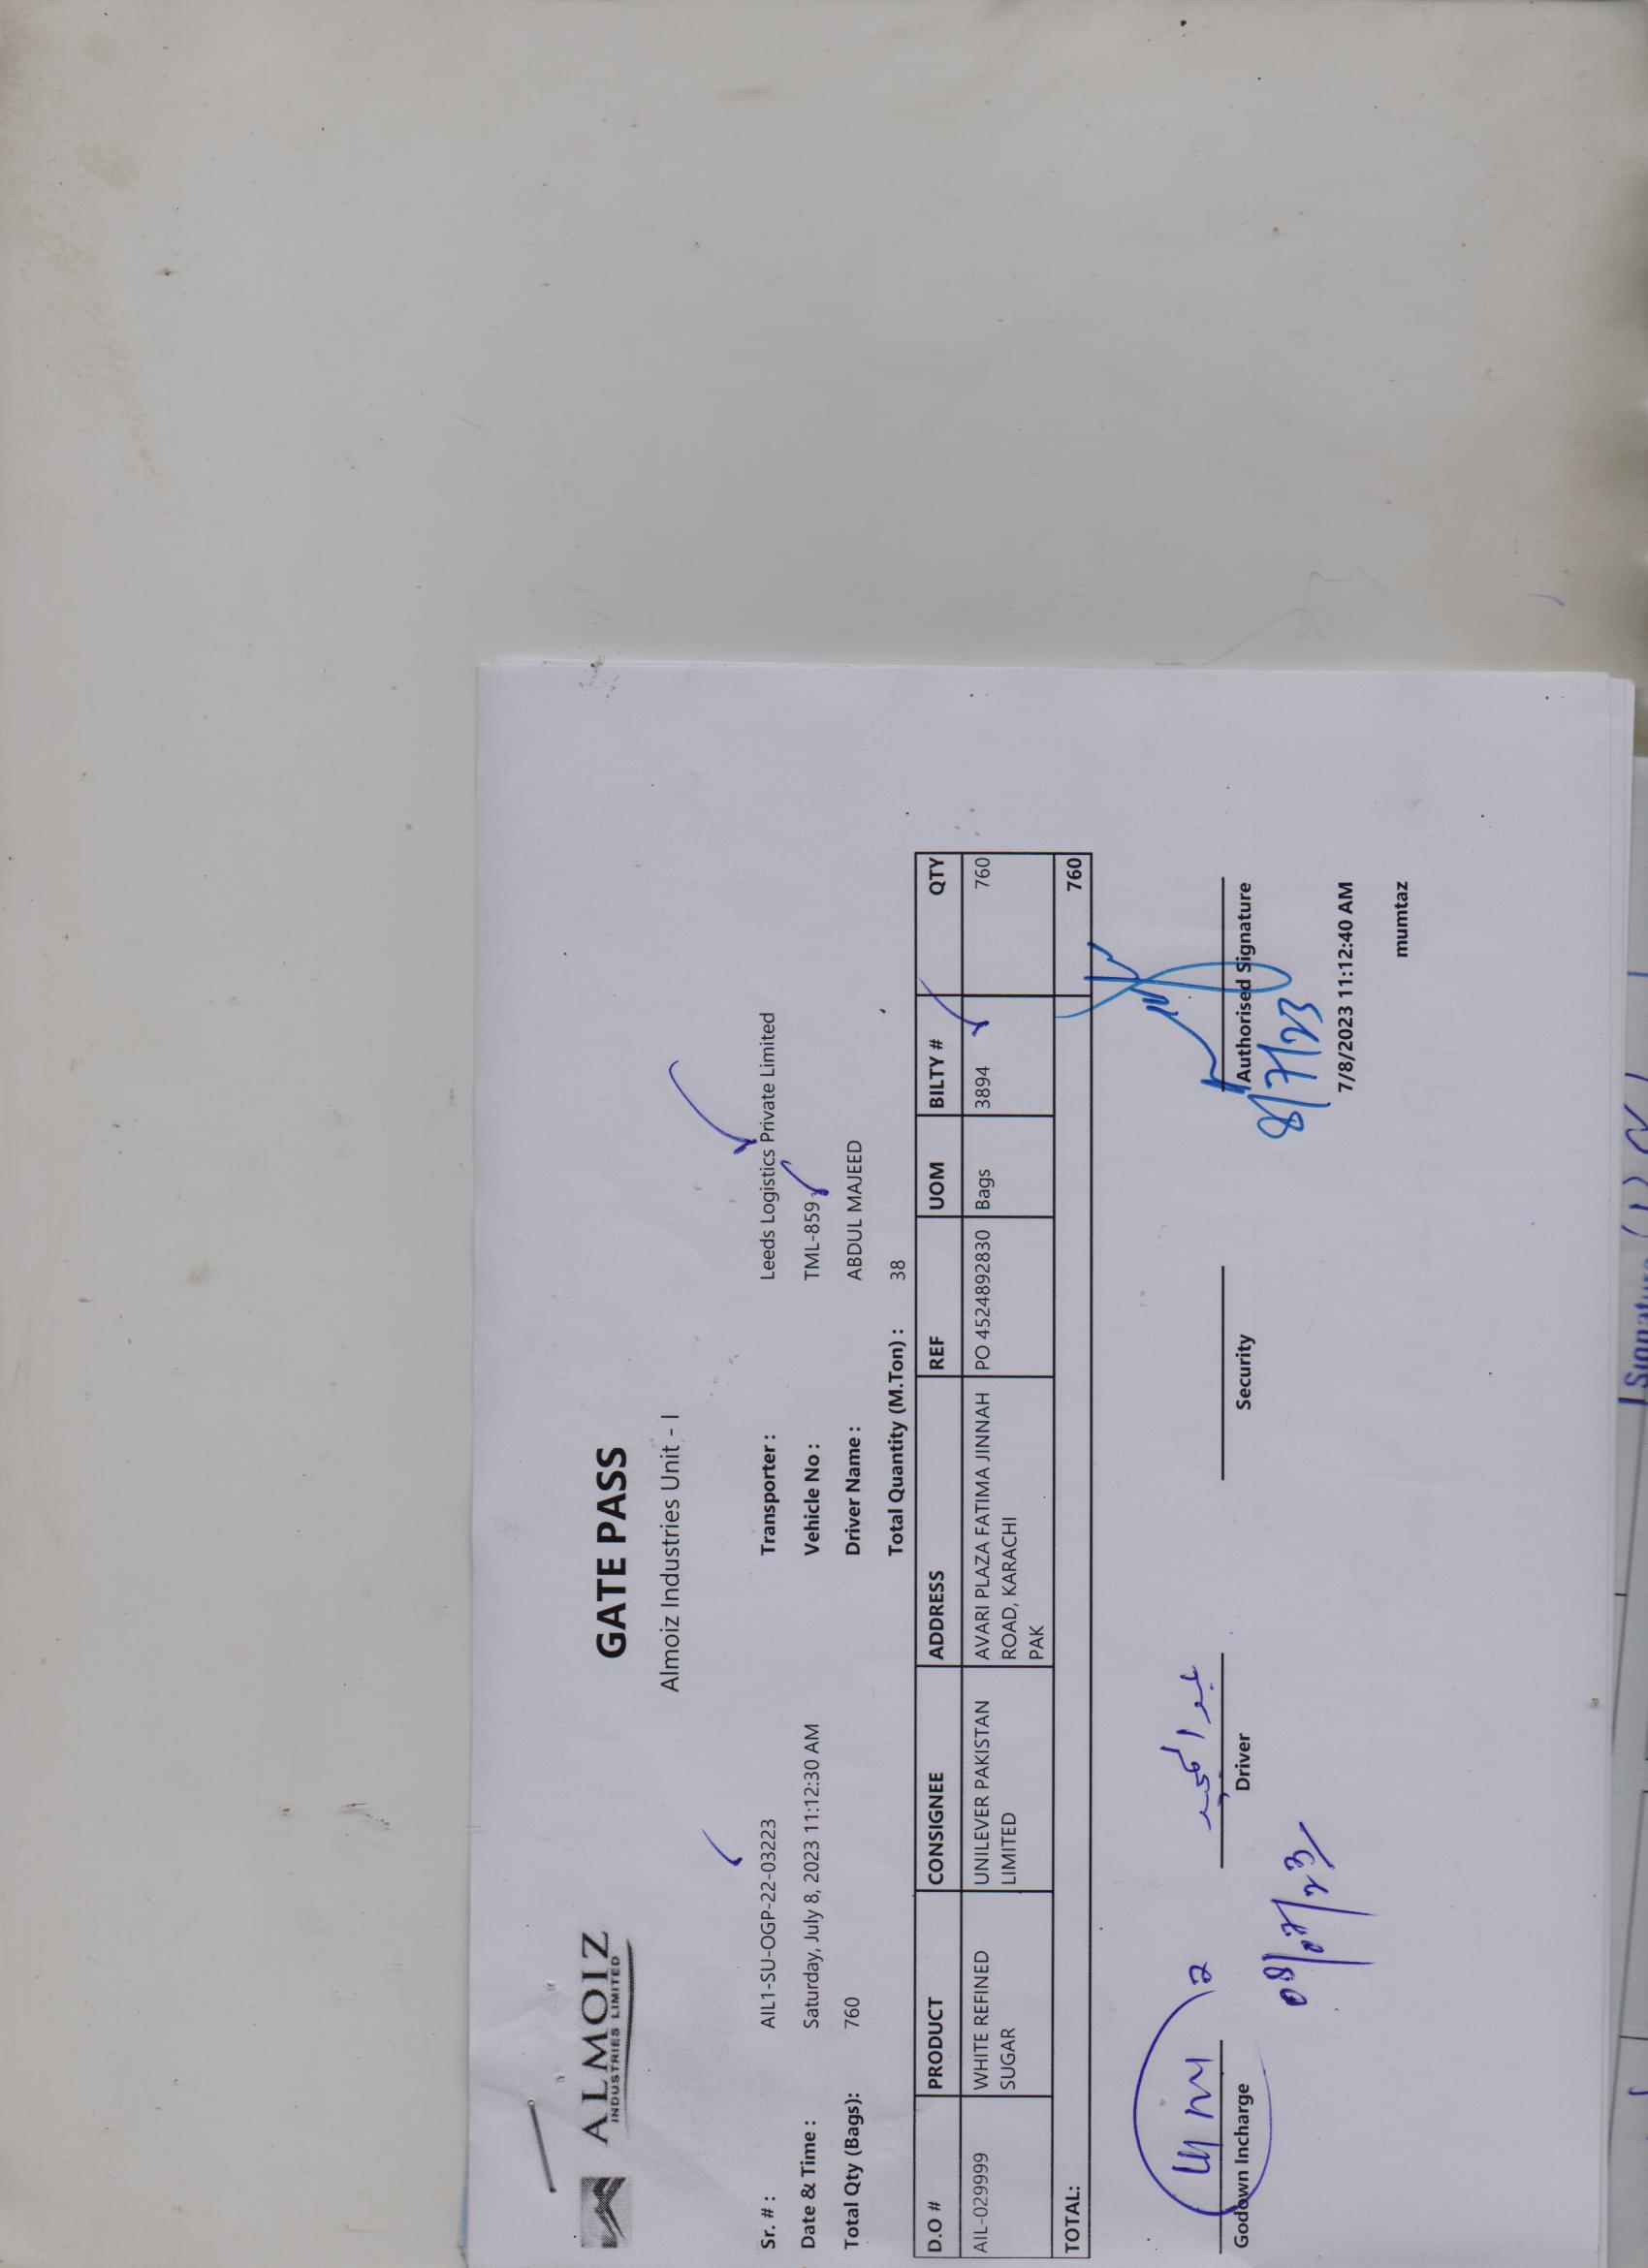 ALMOIZ
INDUSTRIES LIMITED
GATE PASS
Almoiz Industries Unit - I
Sr. # : AIL1-SU-OGP-22-03223 Transporter : Leeds Logistics Private Limited
Date & Time : Saturday, July 8, 2023 11:12:30 AM Vehicle No : TML-859
Total Qty (Bags): 760 Driver Name : ABDUL MAJEED
Total Quantity (M.Ton) : 38
D.O # PRODUCT CONSIGNEE ADDRESS REF UOM BILTY # QTY
AIL-029999 WHITE REFINED UNILEVER PAKISTAN AVARI PLAZA FATIMA JINNAH PO 4524892830 Bags 3894 760
SUGAR LIMITED ROAD, KARACHI
PAK
TOTAL: 760
عبدالمجید
Godown Incharge Driver Security Authorised Signature
08/07/23 8/7/23
7/8/2023 11:12:40 AM
mumtaz
Signature